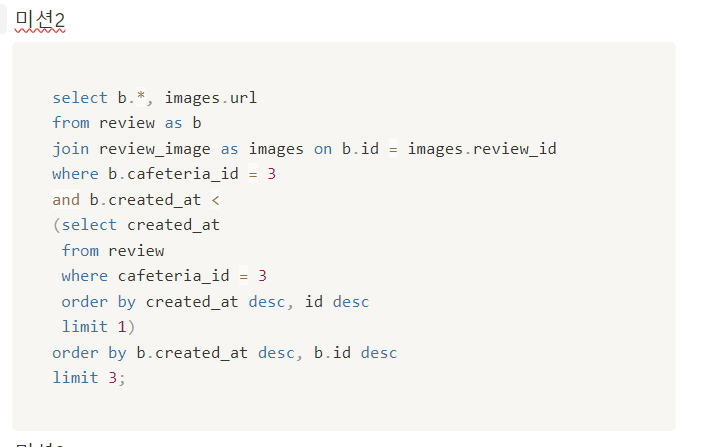 미션2
select b.*, images.url
from review as b
join review_image as images on b.id = images.review_id
where b.cafeteria_id = 3
and b.created_at <
(select created_at
from review
where cafeteria_id = 3
order by created_at desc, id desc
limit 1)
order by b.created_at desc, b.id desc
limit 3;